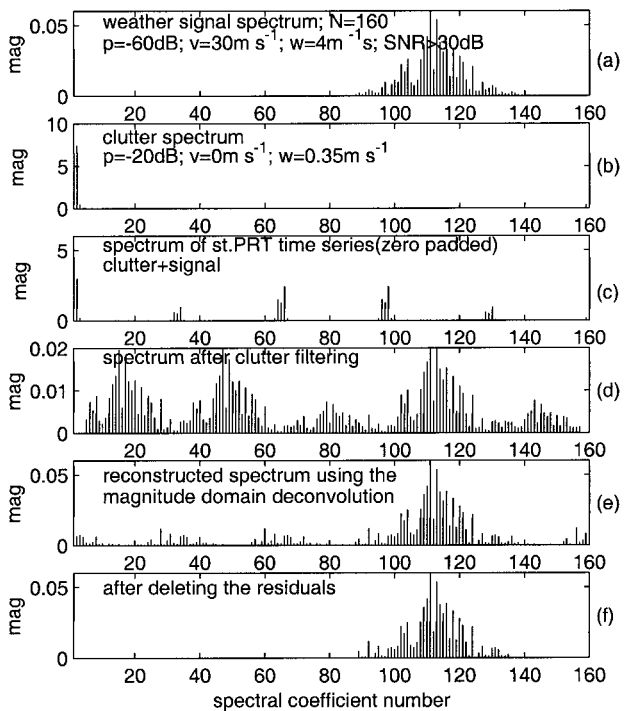 weather signal spectrum; N=160
p=-60dB; v=30m s⁻¹; w=4m ⁻¹s; SNR>30dB
0.05
0
mag
(a)
20 40 60 80 100 120 140 160
clutter spectrum
p=-20dB; v=0m s⁻¹; w=0.35m s⁻¹
10
5
0
mag
(b)
20 40 60 80 100 120 140 160
spectrum of st.PRT time series(zero padded)
clutter+signal
5
0
mag
(c)
20 40 60 80 100 120 140 160
spectrum after clutter filtering
0.02
0.01
0
mag
(d)
20 40 60 80 100 120 140 160
reconstructed spectrum using the
magnitude domain deconvolution
0.05
0
mag
(e)
20 40 60 80 100 120 140 160
after deleting the residuals
0.05
0
mag
(f)
20 40 60 80 100 120 140 160
spectral coefficient number